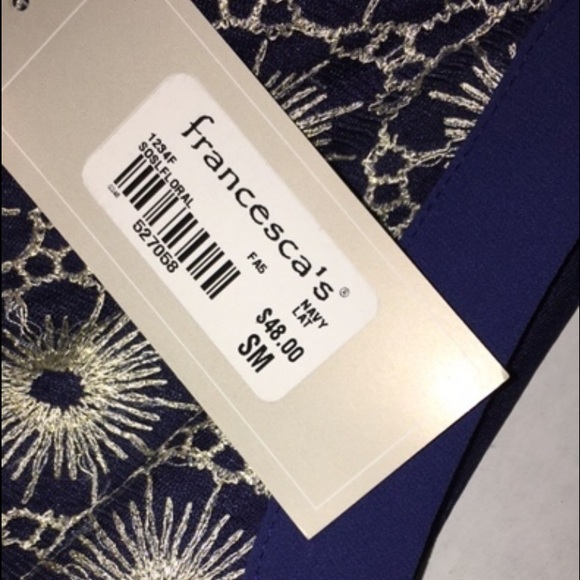 francesca's®
1234F
SOSLFLORAL
527058
FA5
NAVY
LAT
$48.00
SM